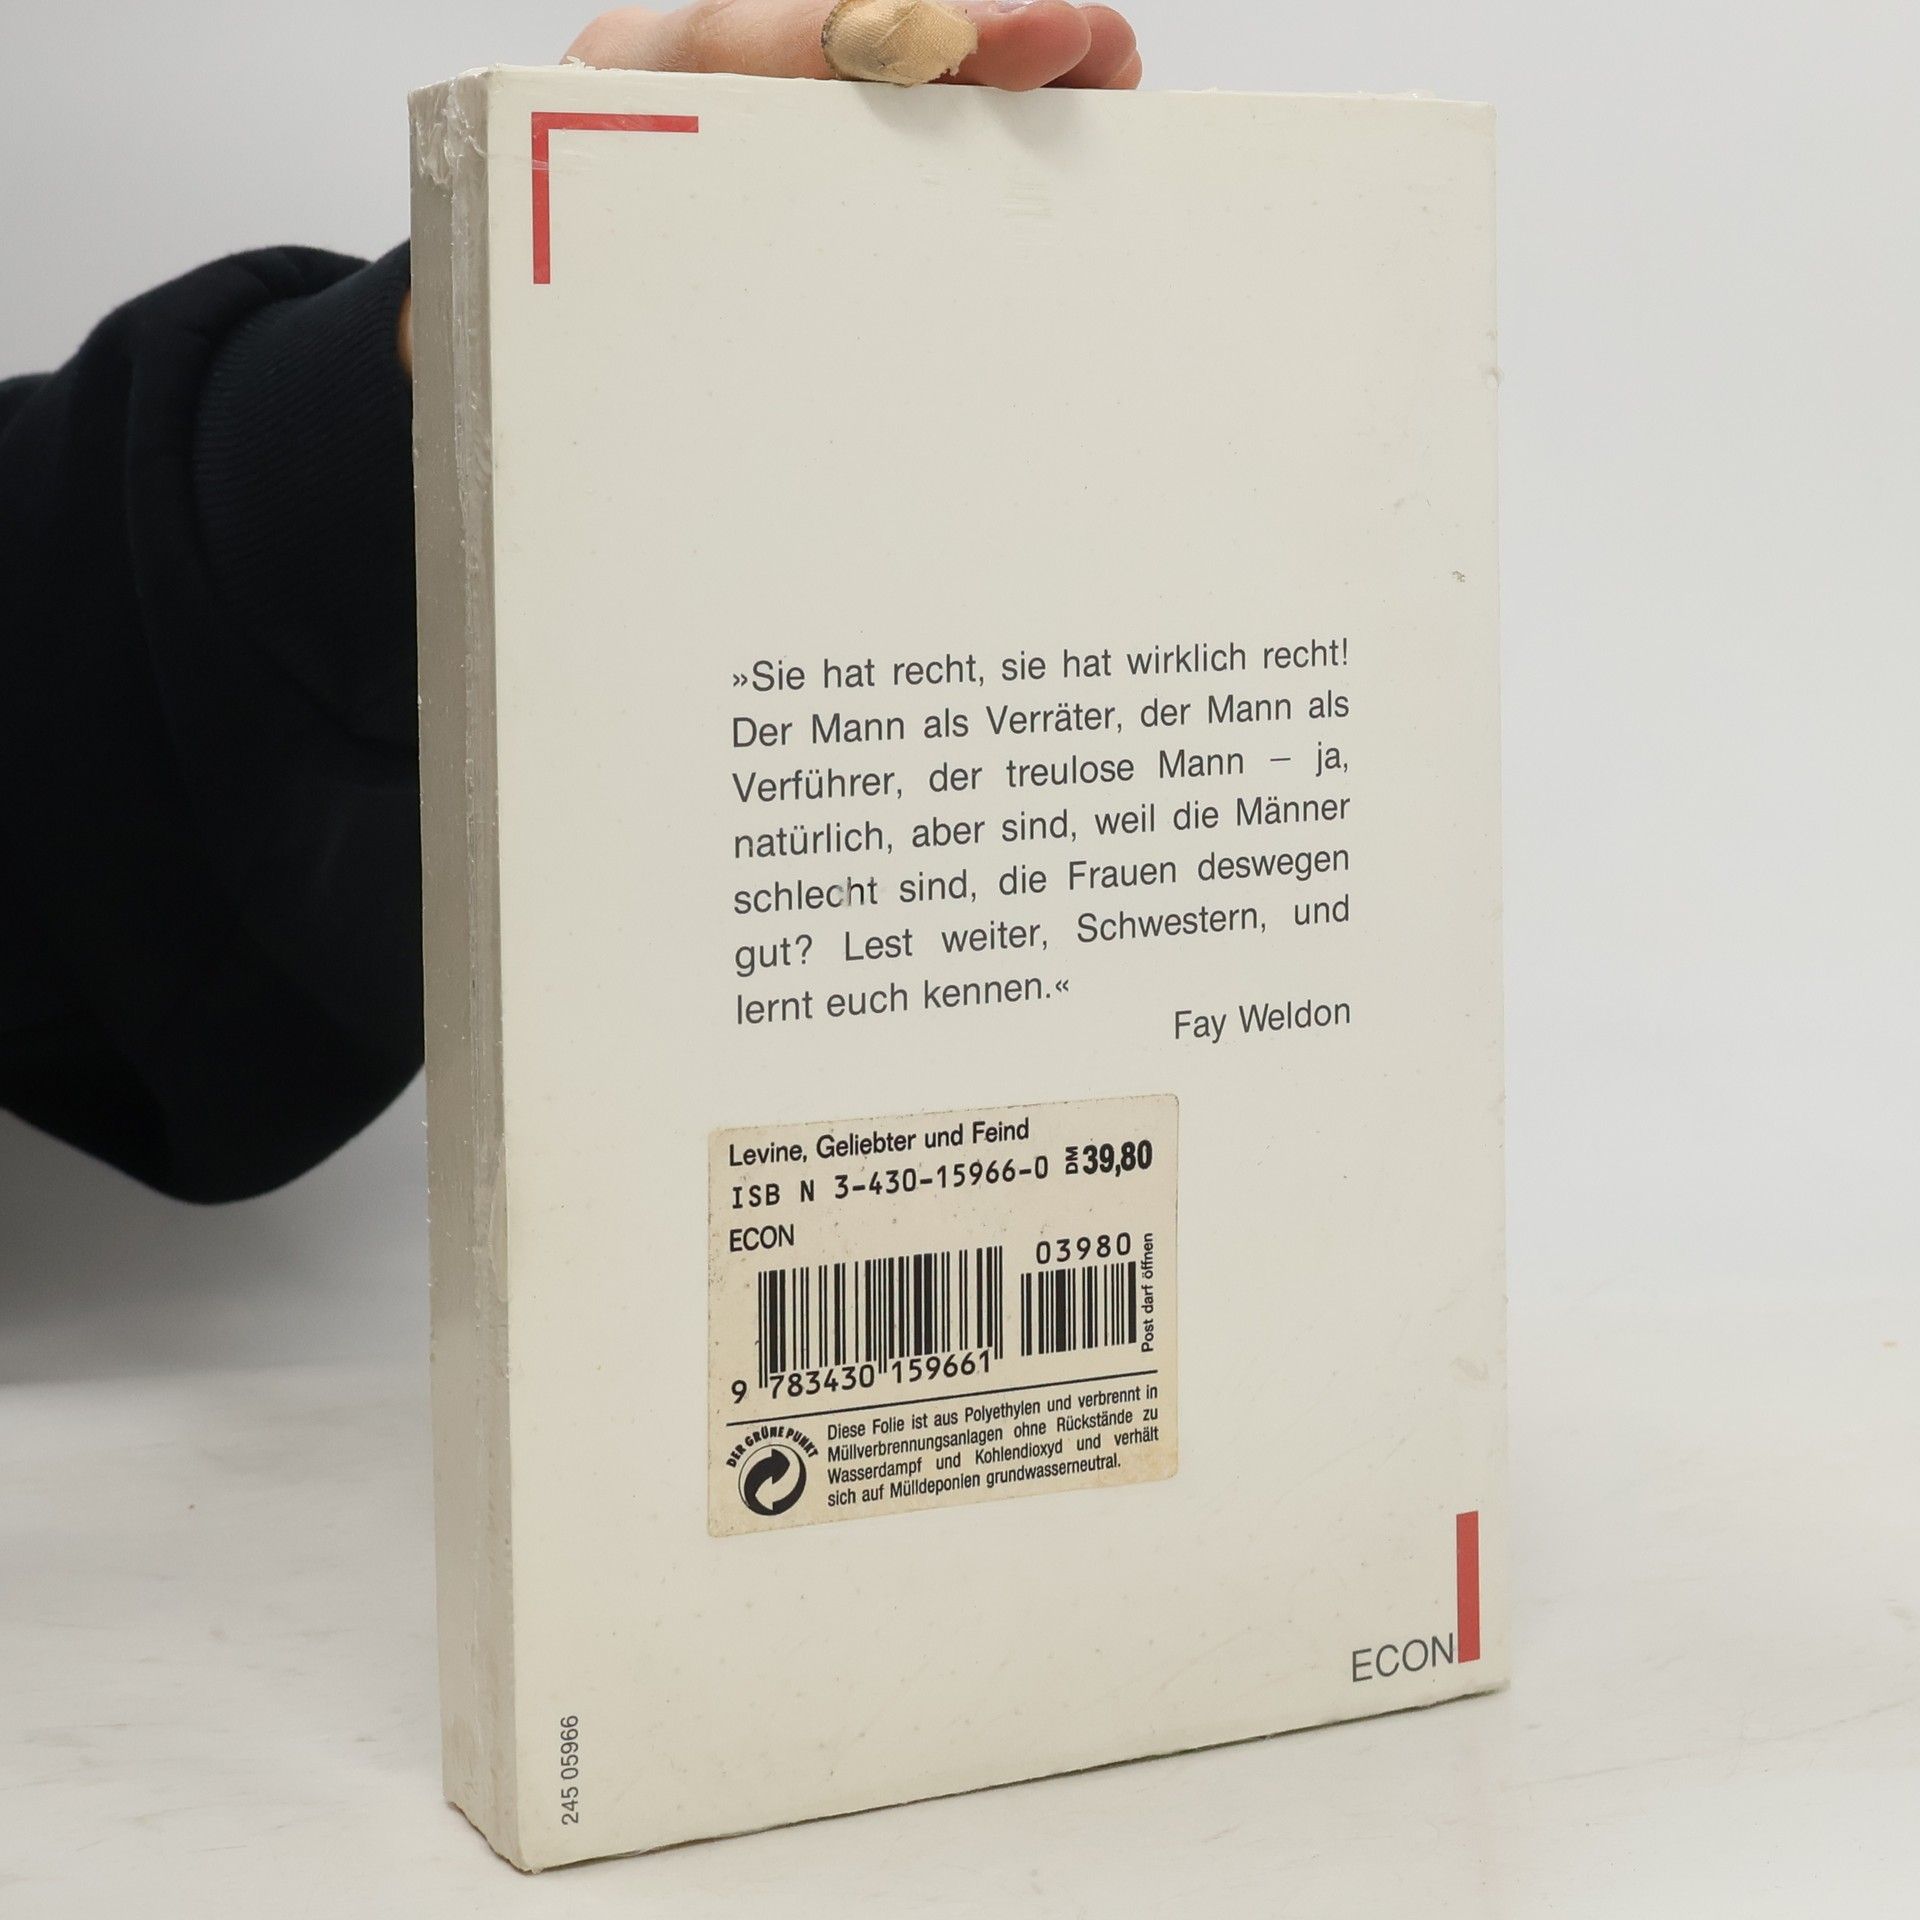 »Sie hat recht, sie hat wirklich recht!
Der Mann als Verräter, der Mann als
Verführer, der treulose Mann – ja,
natürlich, aber sind, weil die Männer
schlecht sind, die Frauen deswegen
gut? Lest weiter, Schwestern, und
lernt euch kennen.«
Fay Weldon
Levine, Geliebter und Feind
ISB N 3-430-15966-0 DM 39,80
ECON
03980
Post darf öffnen
9 783430 159661
DER GRÜNE PUNKT
Diese Folie ist aus Polyethylen und verbrennt in
Müllverbrennungsanlagen ohne Rückstände zu
Wasserdampf und Kohlendioxyd und verhält
sich auf Mülldeponien grundwasserneutral.
ECON
245 05966